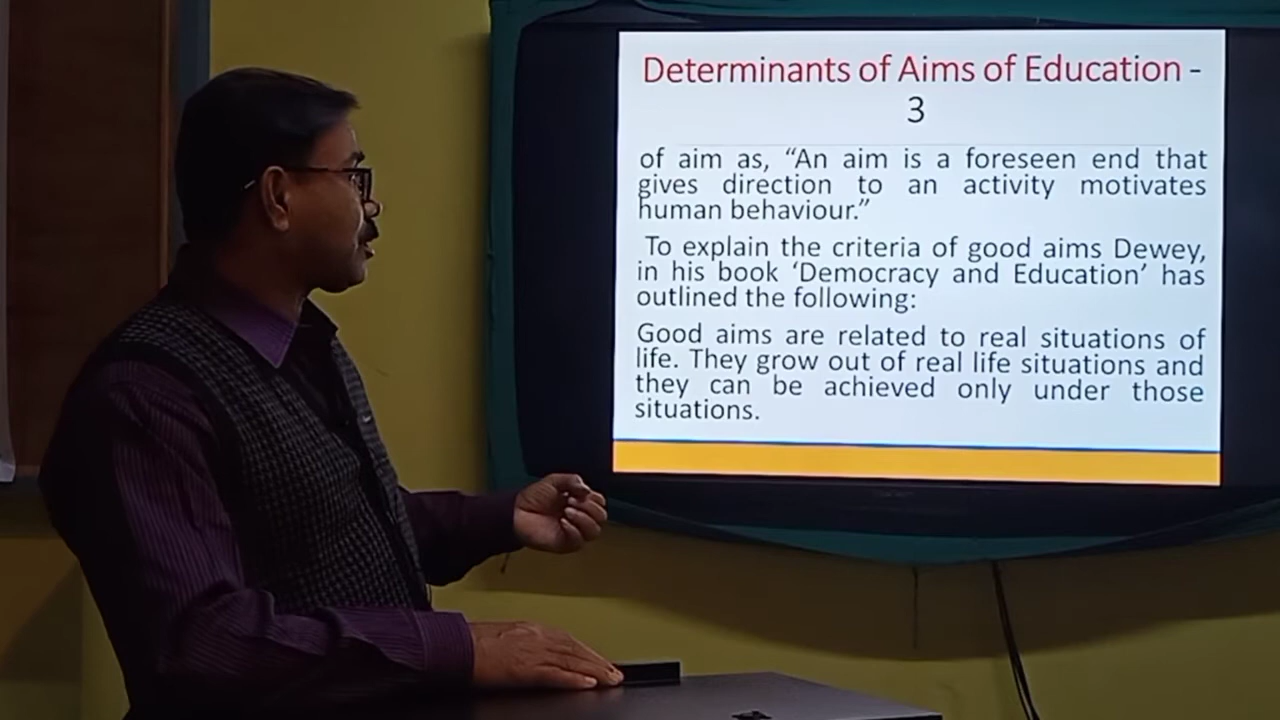 Determinants of Aims of Education -
3
of aim as, “An aim is a foreseen end that
gives direction to an activity motivates
human behaviour.”
To explain the criteria of good aims Dewey,
in his book ‘Democracy and Education’ has
outlined the following:
Good aims are related to real situations of
life. They grow out of real life situations and
they can be achieved only under those
situations.